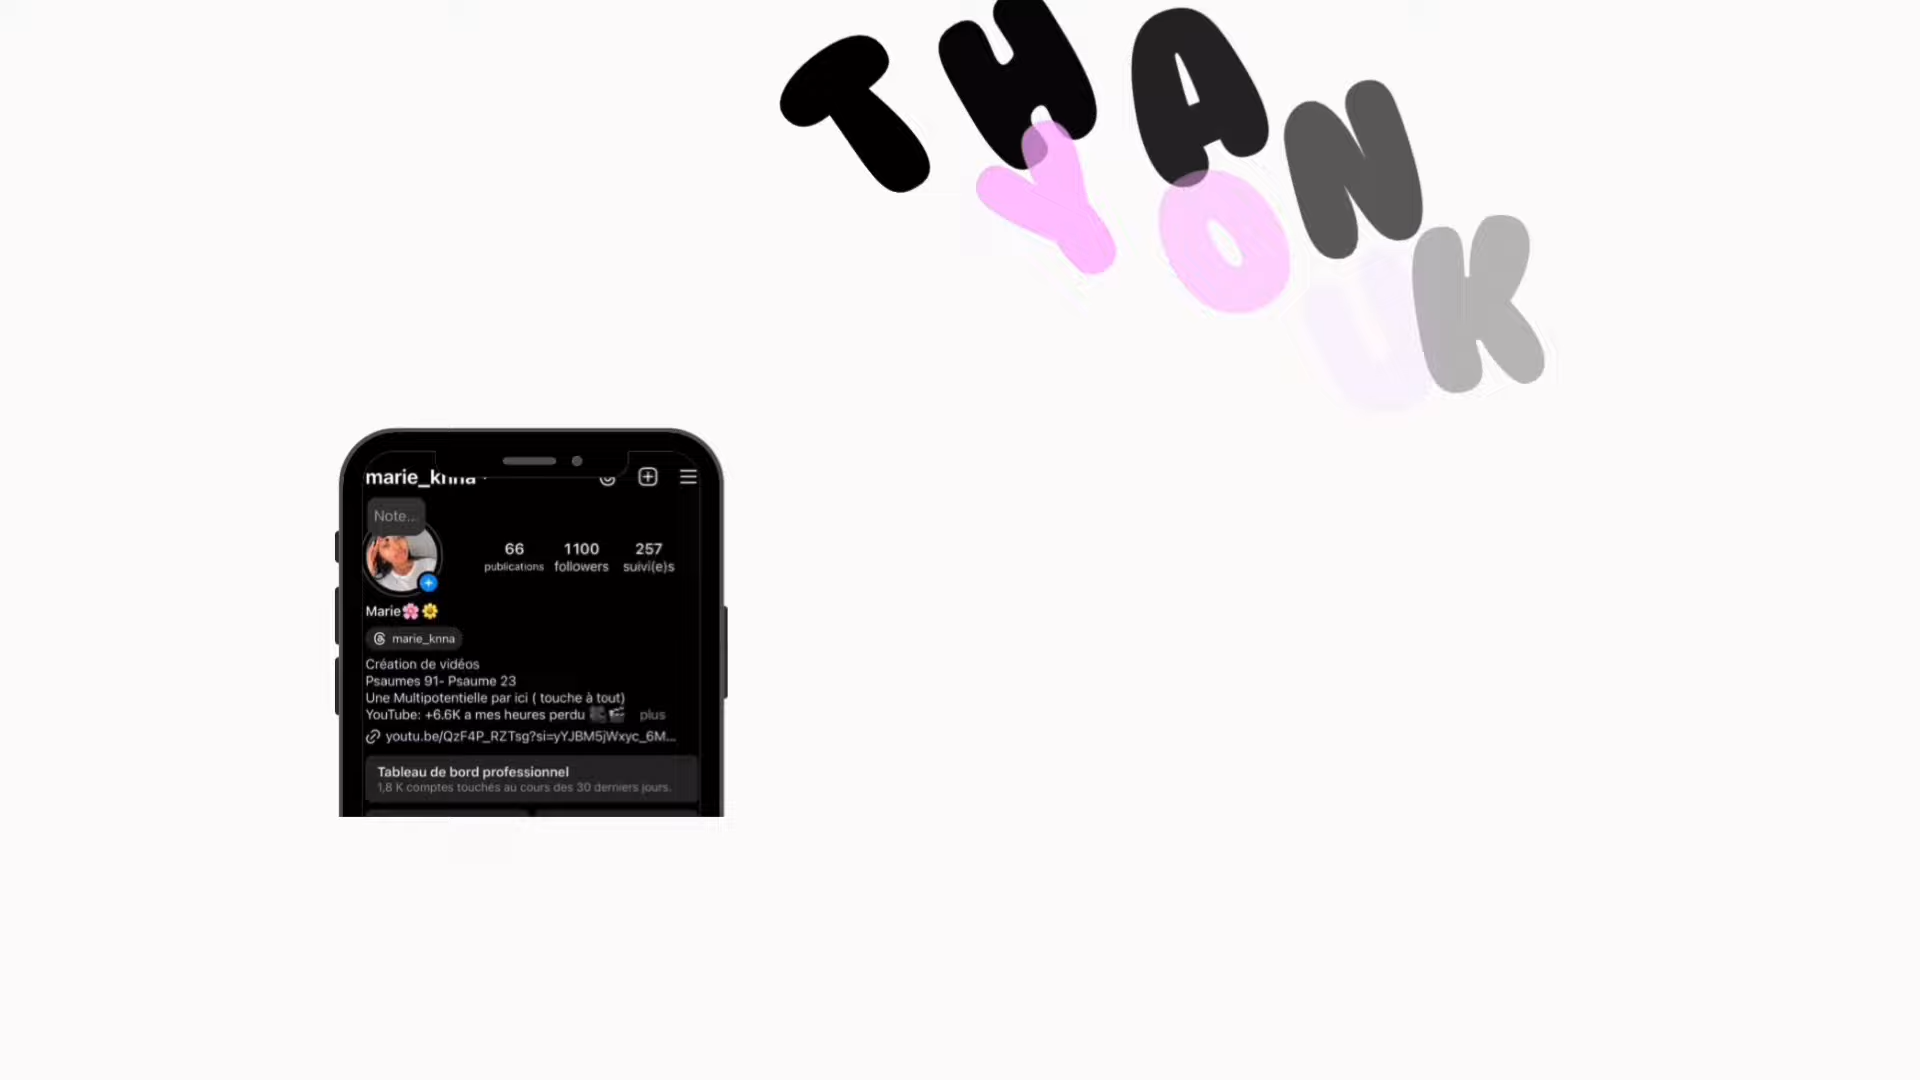 THANK
YOU
marie_knna
Note...
66 1100 257
publications followers suivi(e)s
Marie🌸🌼
marie_knna
Création de vidéos
Psaumes 91- Psaume 23
Une Multipotentielle par ici ( touche à tout)
YouTube: +6.6K a mes heures perdu 🎬 plus
youtu.be/QzF4P_RZTsg?si=yYJBM5jWxyc_6M...
Tableau de bord professionnel
1,8 K comptes touchés au cours des 30 derniers jours.